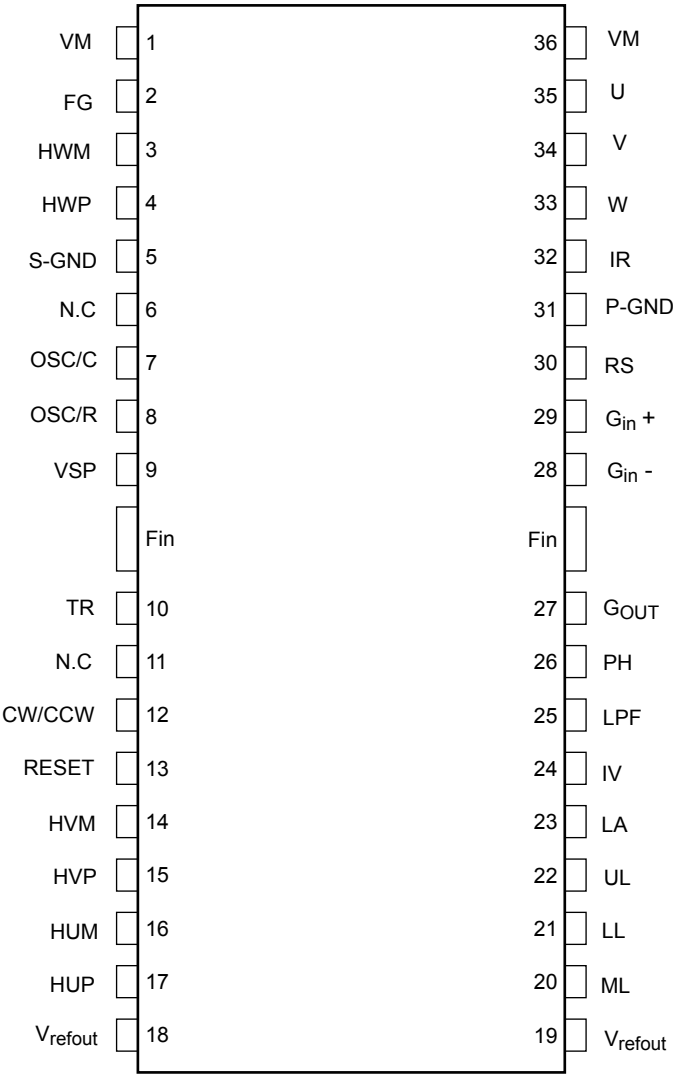 VM 1 36 VM
FG 2 35 U
HWM 3 34 V
HWP 4 33 W
S-GND 5 32 IR
N.C 6 31 P-GND
OSC/C 7 30 RS
OSC/R 8 29 Gin +
VSP 9 28 Gin -
Fin Fin
TR 10 27 GOUT
N.C 11 26 PH
CW/CCW 12 25 LPF
RESET 13 24 IV
HVM 14 23 LA
HVP 15 22 UL
HUM 16 21 LL
HUP 17 20 ML
Vrefout 18 19 Vrefout